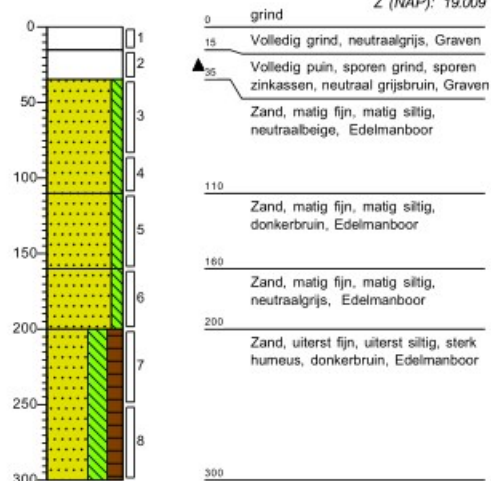 Z (NAP): 19.009
0
grind
15
Volledig grind, neutraalgrijs, Graven
35
Volledig puin, sporen grind, sporen
zinkassen, neutraal grijsbruin, Graven
Zand, matig fijn, matig siltig,
neutraalbeige, Edelmanboor
110
Zand, matig fijn, matig siltig,
donkerbruin, Edelmanboor
160
Zand, matig fijn, matig siltig,
neutraalgrijs, Edelmanboor
200
Zand, uiterst fijn, uiterst siltig, sterk
humeus, donkerbruin, Edelmanboor
300
0
50
100
150
200
250
300
1
2
3
4
5
6
7
8